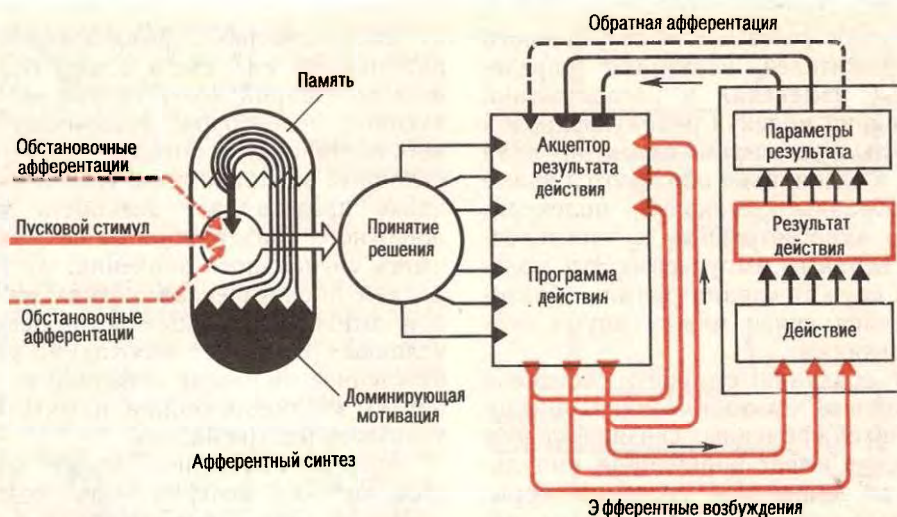 Обратная афферентация
Память
Обстановочные
афферентации
Пусковой стимул
Обстановочные
афферентации
Доминирующая
мотивация
Афферентный синтез
Принятие
решения
Акцептор
результата
действия
Программа
действия
Параметры
результата
Результат
действия
Действие
Эфферентные возбуждения